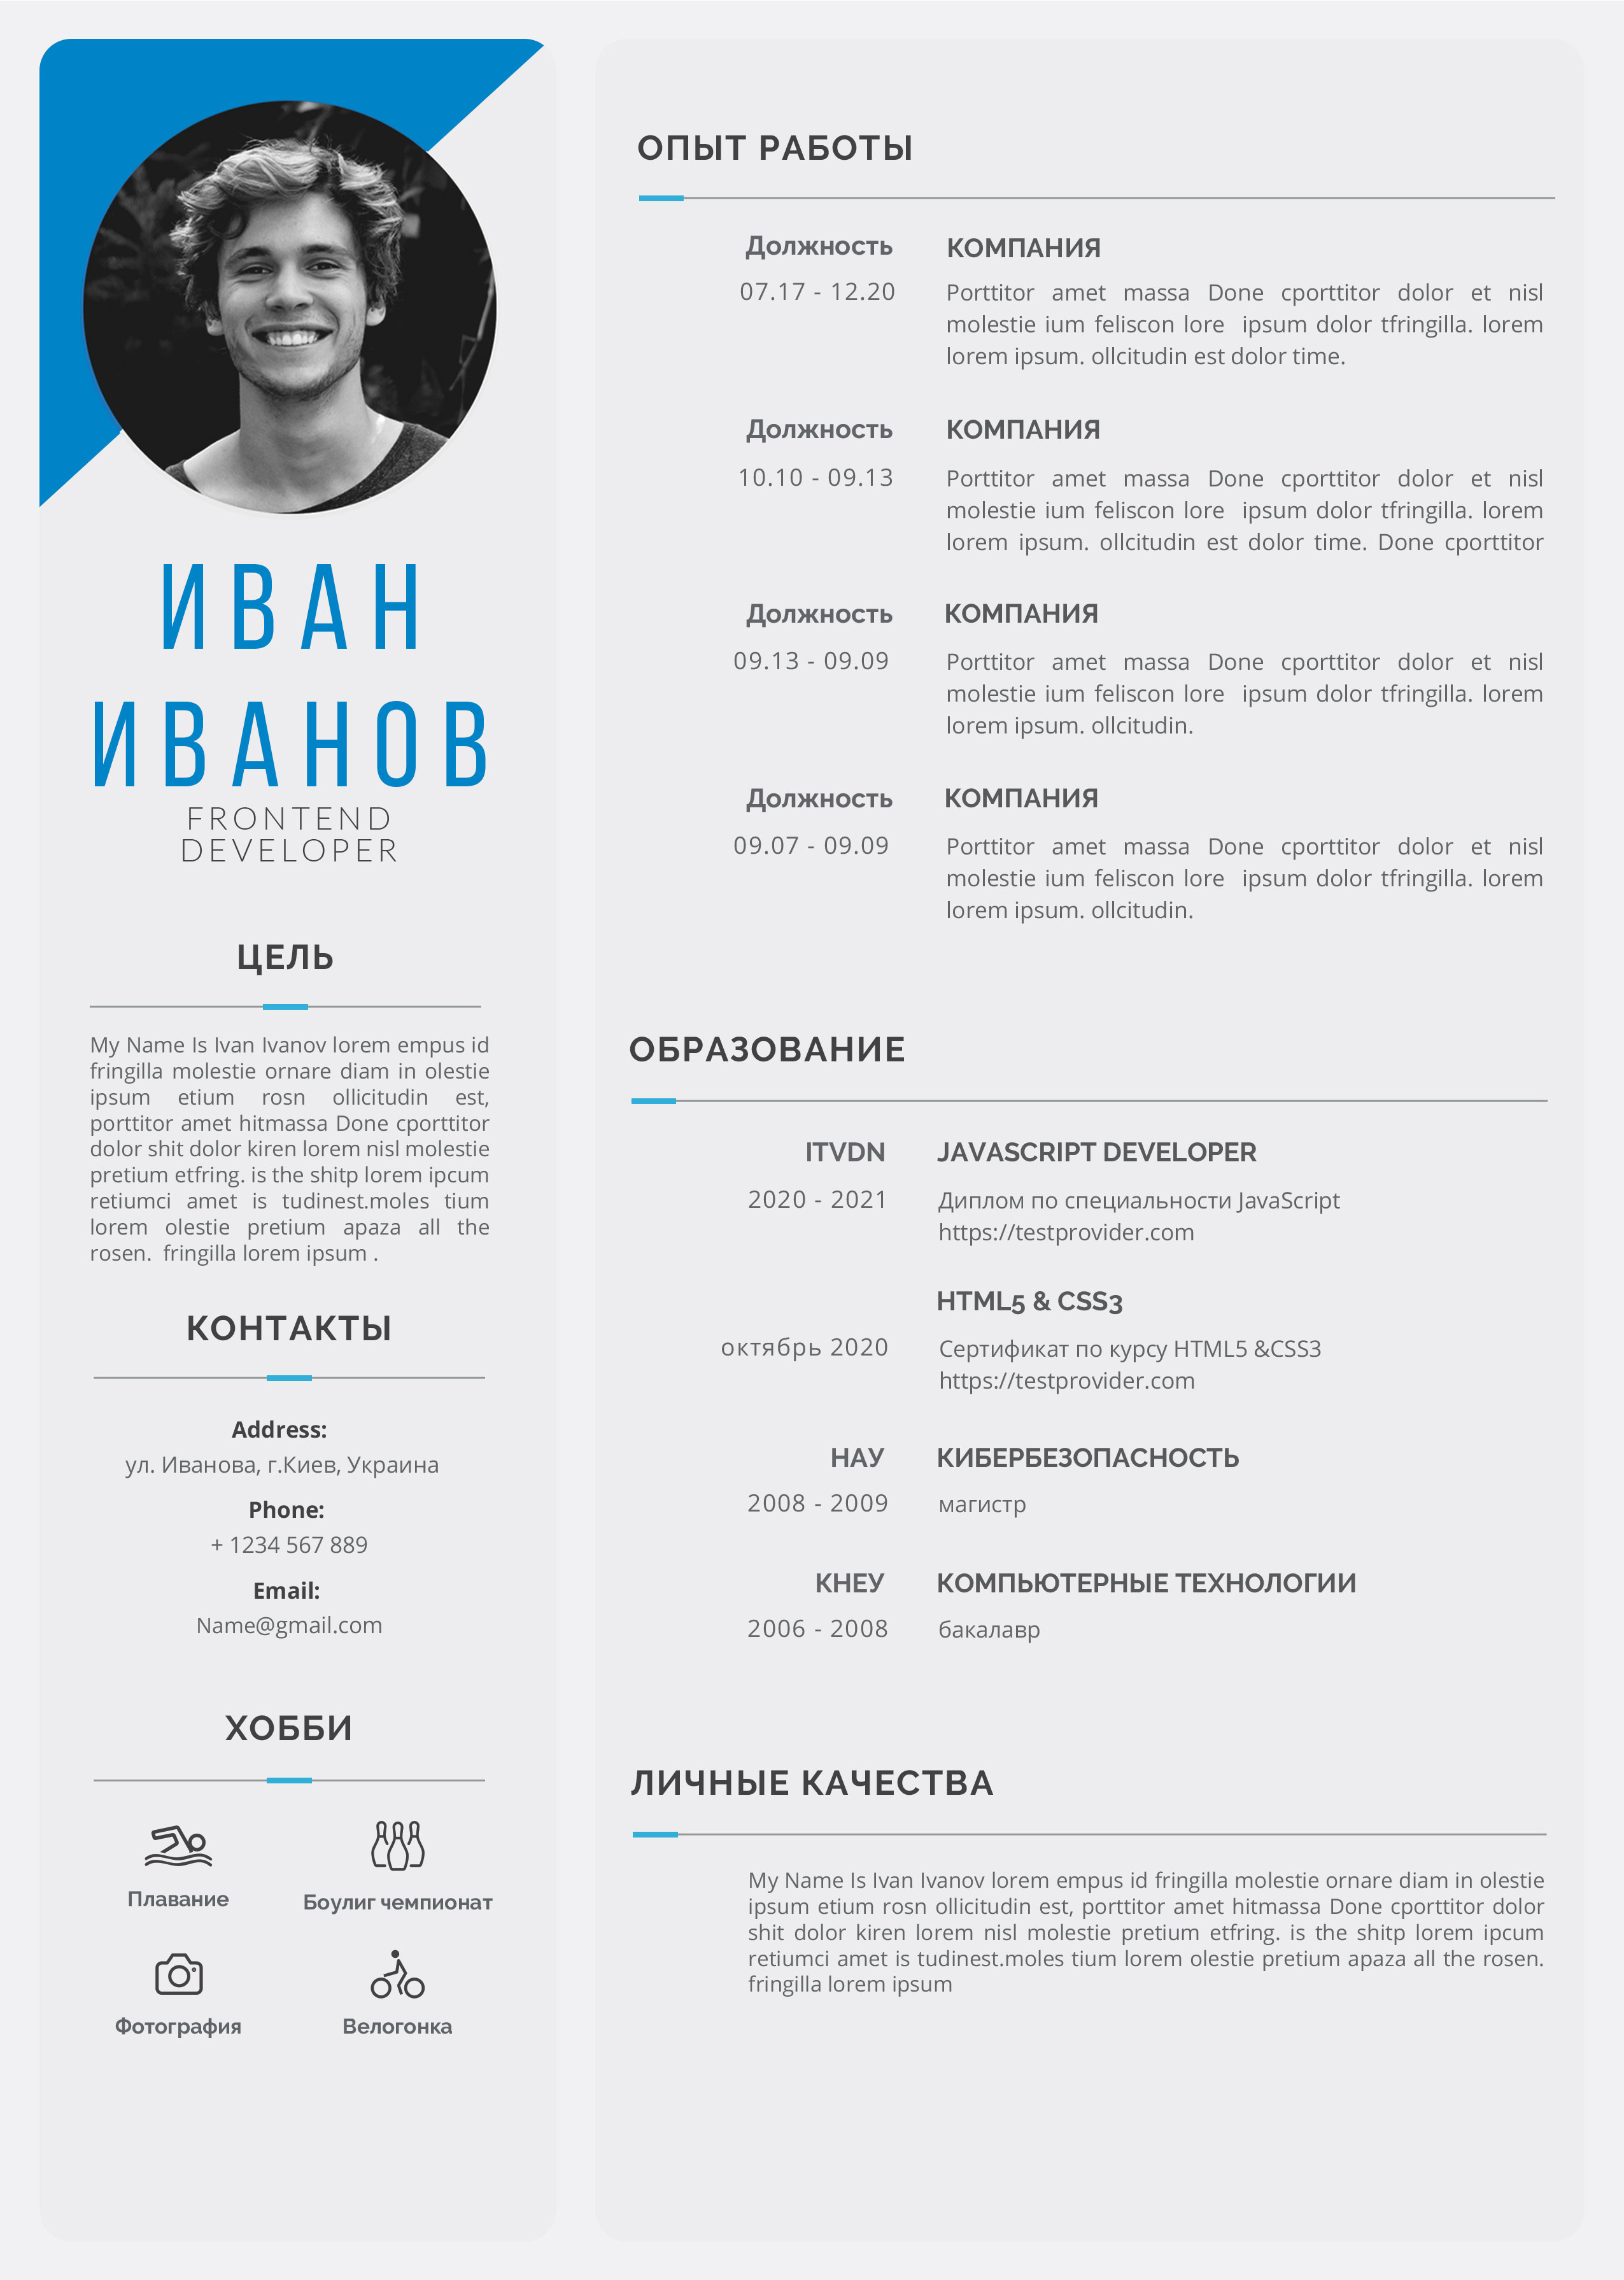 ИВАН
ИВАНОВ
FRONTEND
DEVELOPER
ЦЕЛЬ
My Name Is Ivan Ivanov lorem empus id
fringilla molestie ornare diam in olestie
ipsum etium rosn ollicitudin est,
porttitor amet hitmassa Done cporttitor
dolor shit dolor kiren lorem nisl molestie
pretium etfring. is the shitp lorem ipcum
retiumci amet is tudinest.moles tium
lorem olestie pretium apaza all the
rosen. fringilla lorem ipsum .
КОНТАКТЫ
Address:
ул. Иванова, г.Киев, Украина
Phone:
+ 1234 567 889
Email:
Name@gmail.com
ХОББИ
Плавание
Боулиг чемпионат
Фотография
Велогонка
ОПЫТ РАБОТЫ
Должность
КОМПАНИЯ
07.17 - 12.20
Porttitor amet massa Done cporttitor dolor et nisl
molestie ium feliscon lore ipsum dolor tfringilla. lorem
lorem ipsum. ollcitudin est dolor time.
Должность
КОМПАНИЯ
10.10 - 09.13
Porttitor amet massa Done cporttitor dolor et nisl
molestie ium feliscon lore ipsum dolor tfringilla. lorem
lorem ipsum. ollcitudin est dolor time. Done cporttitor
Должность
КОМПАНИЯ
09.13 - 09.09
Porttitor amet massa Done cporttitor dolor et nisl
molestie ium feliscon lore ipsum dolor tfringilla. lorem
lorem ipsum. ollcitudin.
Должность
КОМПАНИЯ
09.07 - 09.09
Porttitor amet massa Done cporttitor dolor et nisl
molestie ium feliscon lore ipsum dolor tfringilla. lorem
lorem ipsum. ollcitudin.
ОБРАЗОВАНИЕ
ITVDN
JAVASCRIPT DEVELOPER
2020 - 2021
Диплом по специальности JavaScript
https://testprovider.com
HTML5 & CSS3
октябрь 2020
Сертификат по курсу HTML5 &CSS3
https://testprovider.com
НАУ
КИБЕРБЕЗОПАСНОСТЬ
2008 - 2009
магистр
КНЕУ
КОМПЬЮТЕРНЫЕ ТЕХНОЛОГИИ
2006 - 2008
бакалавр
ЛИЧНЫЕ КАЧЕСТВА
My Name Is Ivan Ivanov lorem empus id fringilla molestie ornare diam in olestie
ipsum etium rosn ollicitudin est, porttitor amet hitmassa Done cporttitor dolor
shit dolor kiren lorem nisl molestie pretium etfring. is the shitp lorem ipcum
retiumci amet is tudinest.moles tium lorem olestie pretium apaza all the rosen.
fringilla lorem ipsum